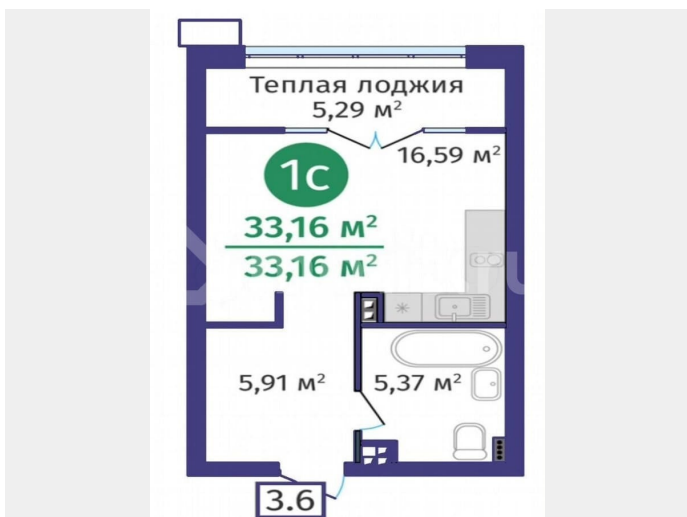 Теплая лоджия
5,29 м²
16,59 м²
1с
33,16 м²
33,16 м²
5,91 м²
5,37 м²
3.6